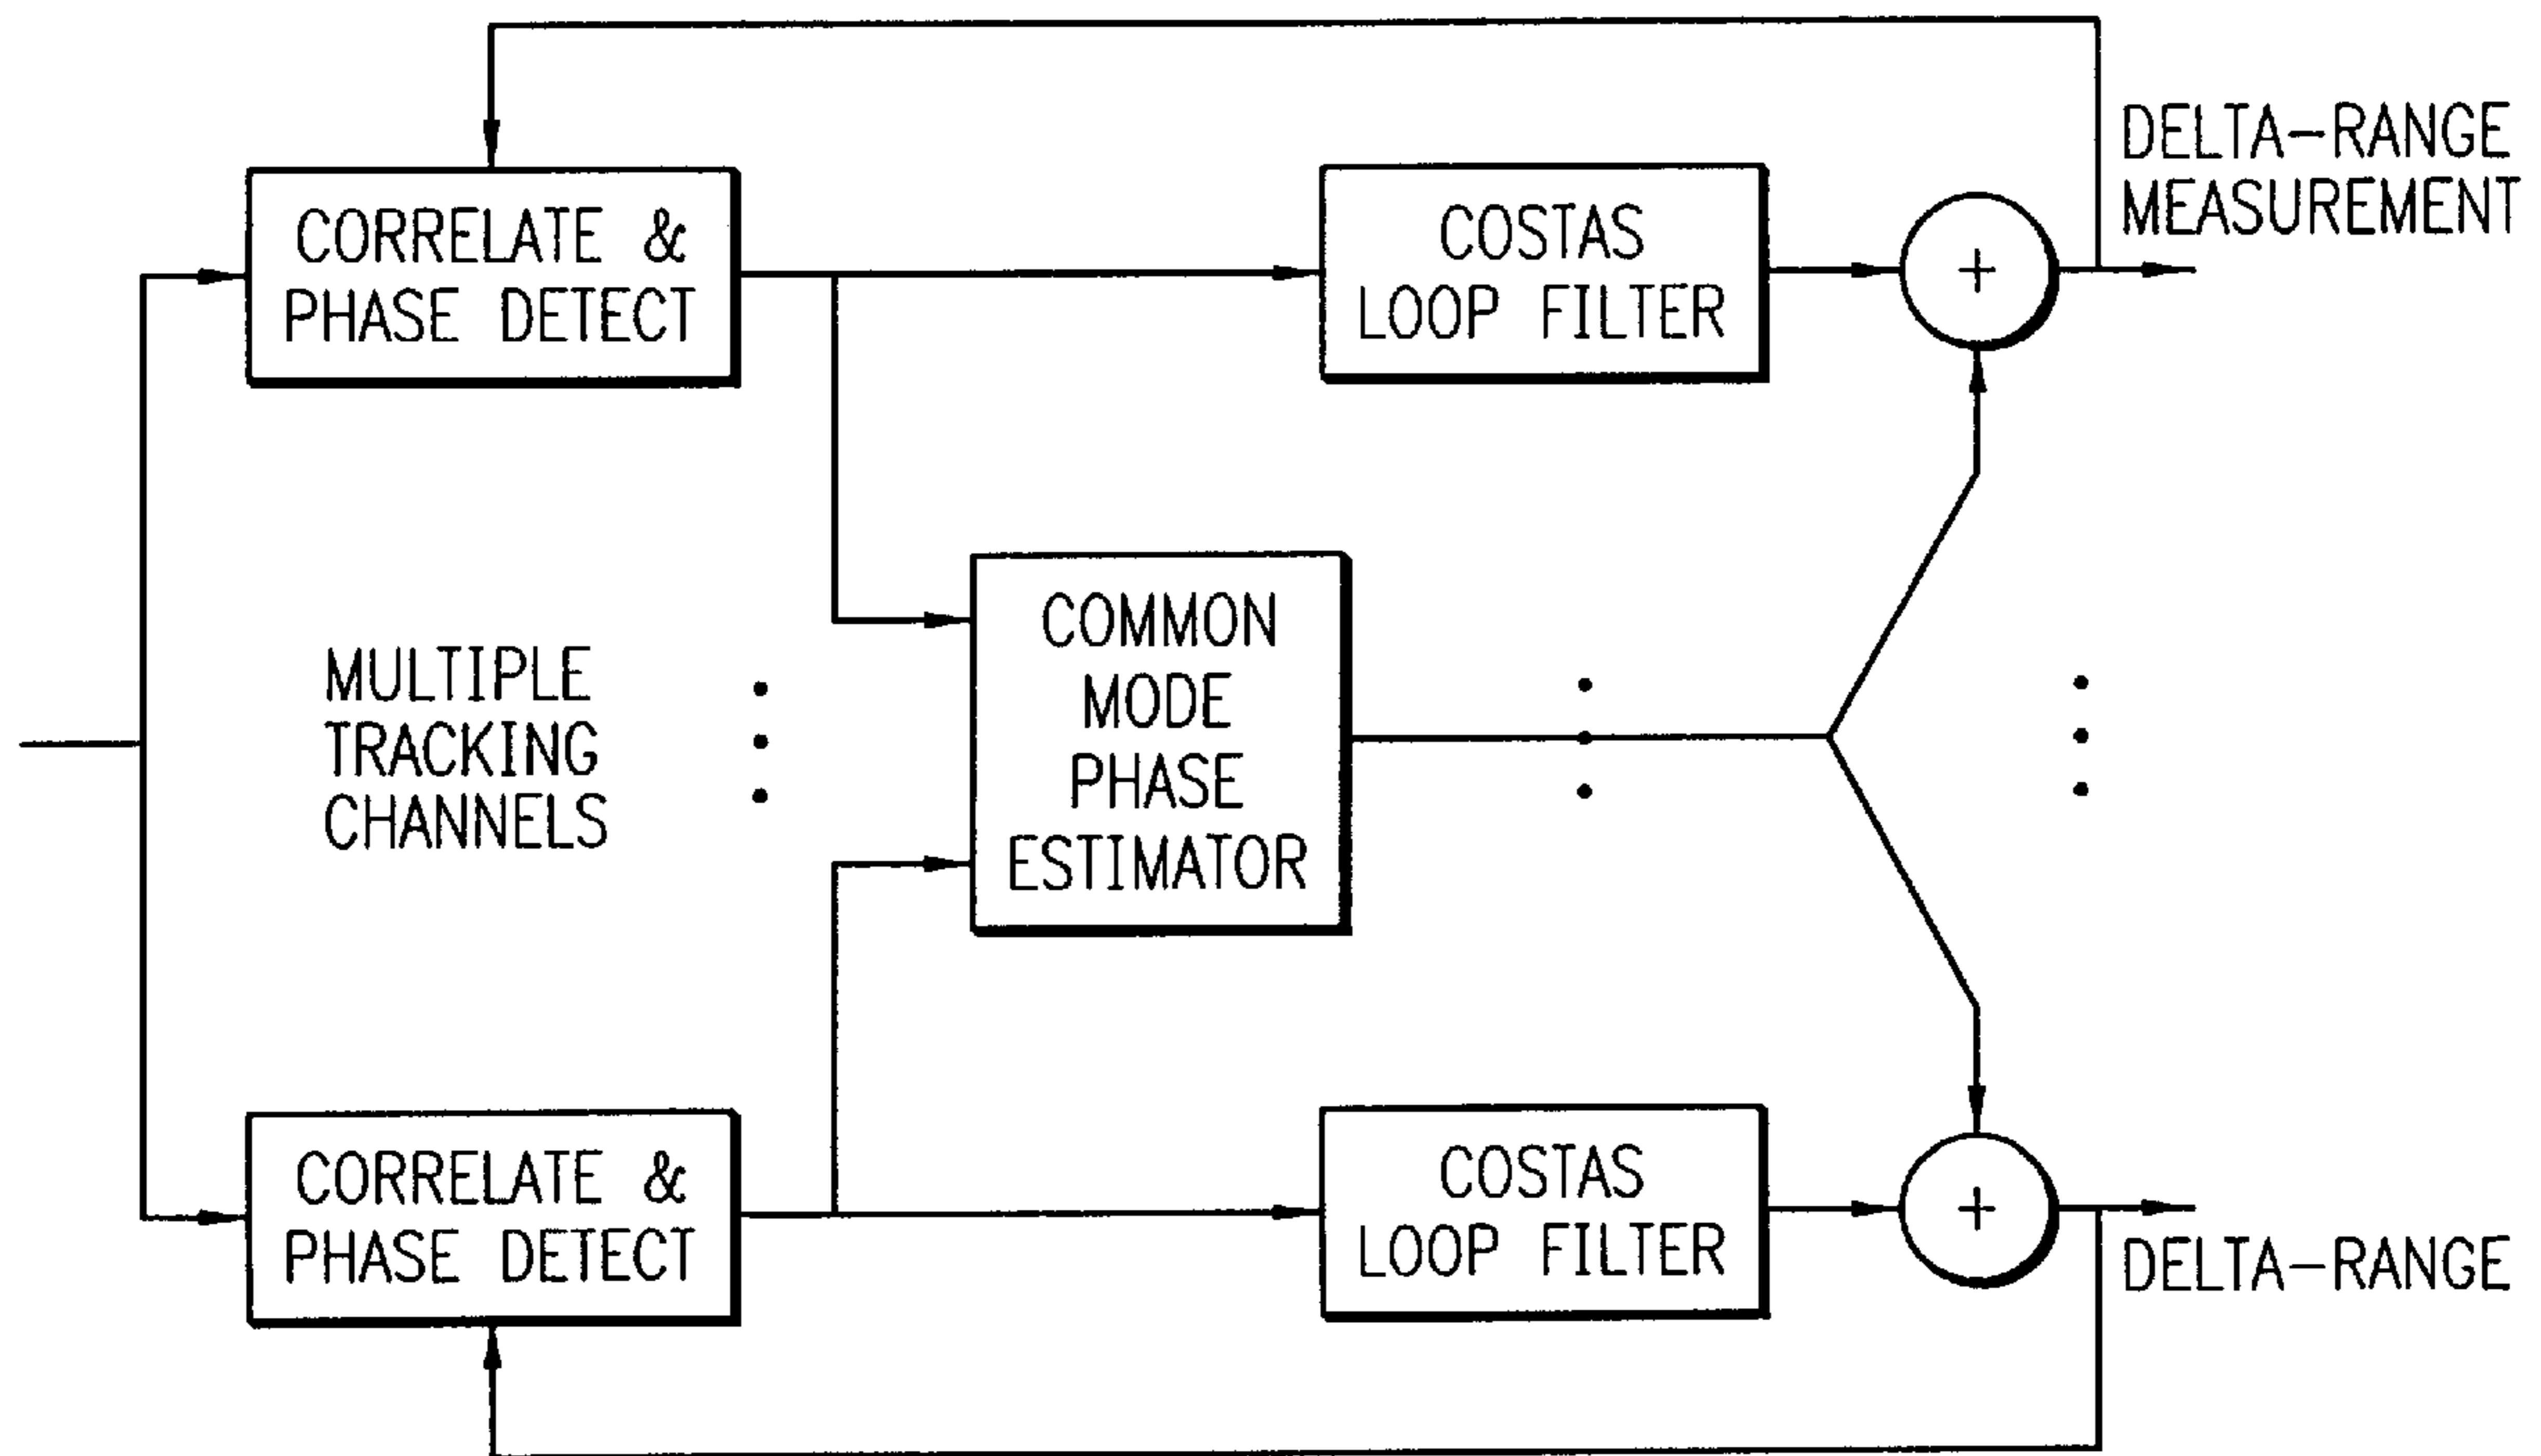 DELTA-RANGE
MEASUREMENT
CORRELATE &
PHASE DETECT
COSTAS
LOOP FILTER
+
MULTIPLE
TRACKING
CHANNELS
COMMON
MODE
PHASE
ESTIMATOR
CORRELATE &
PHASE DETECT
COSTAS
LOOP FILTER
+
DELTA-RANGE